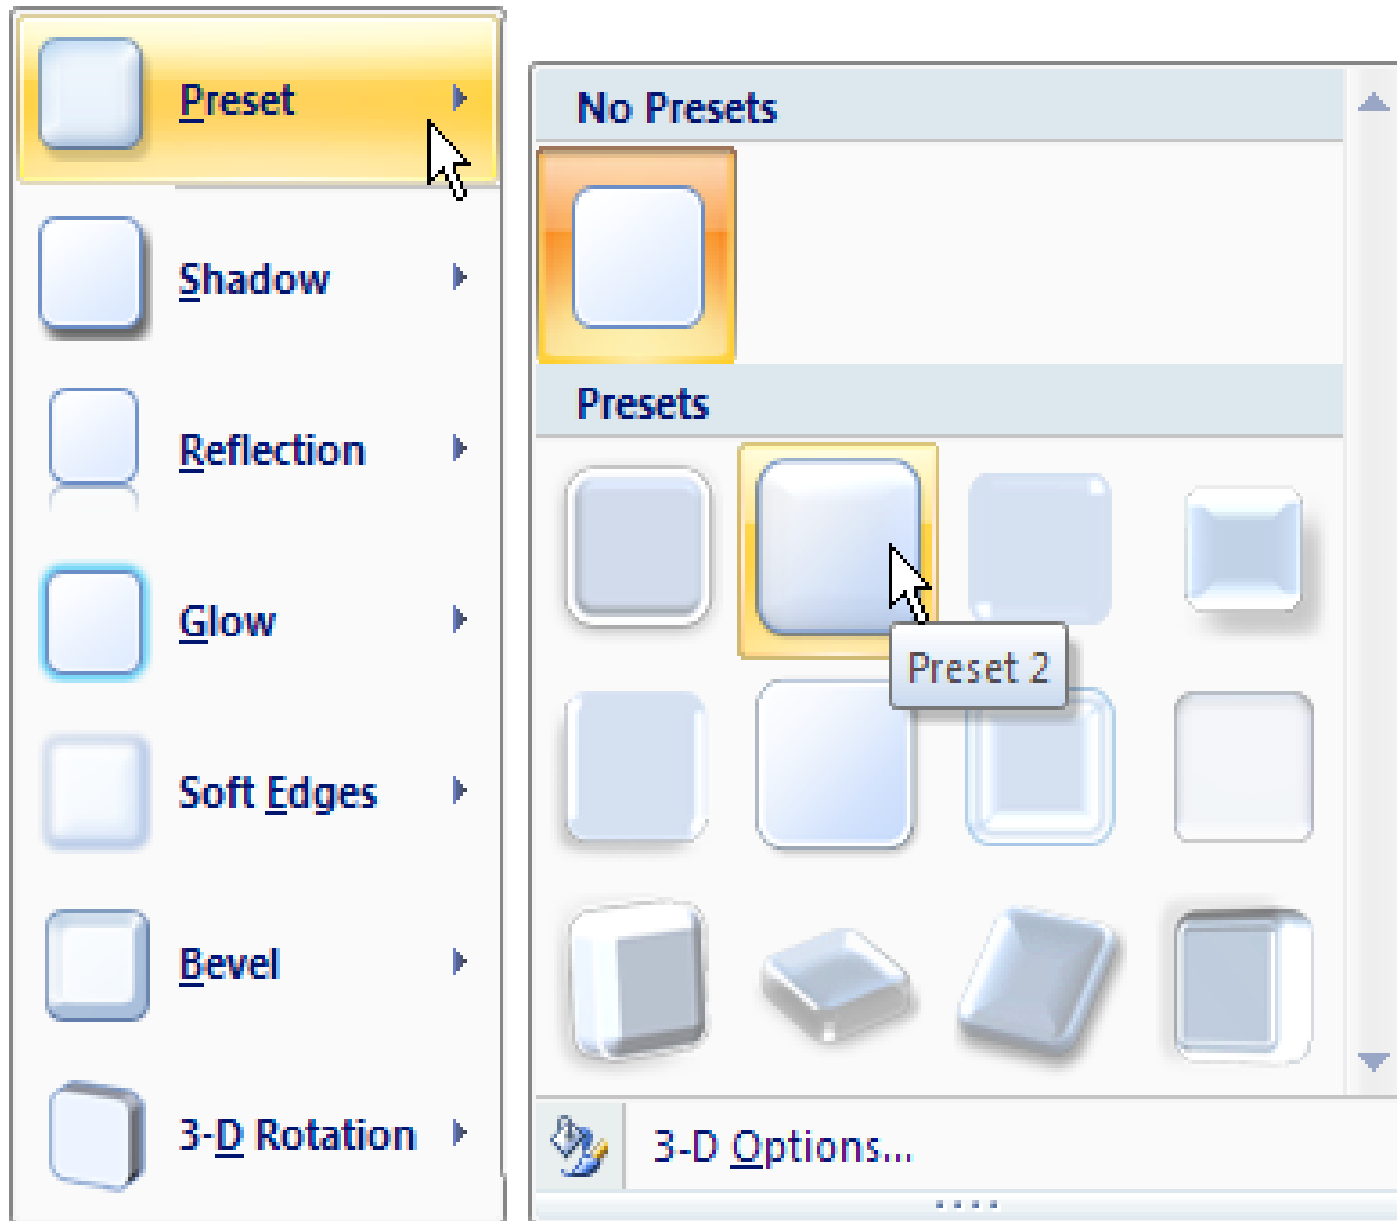 Preset
Shadow
Reflection
Glow
Soft Edges
Bevel
3-D Rotation
No Presets
Presets
Preset 2
3-D Options...